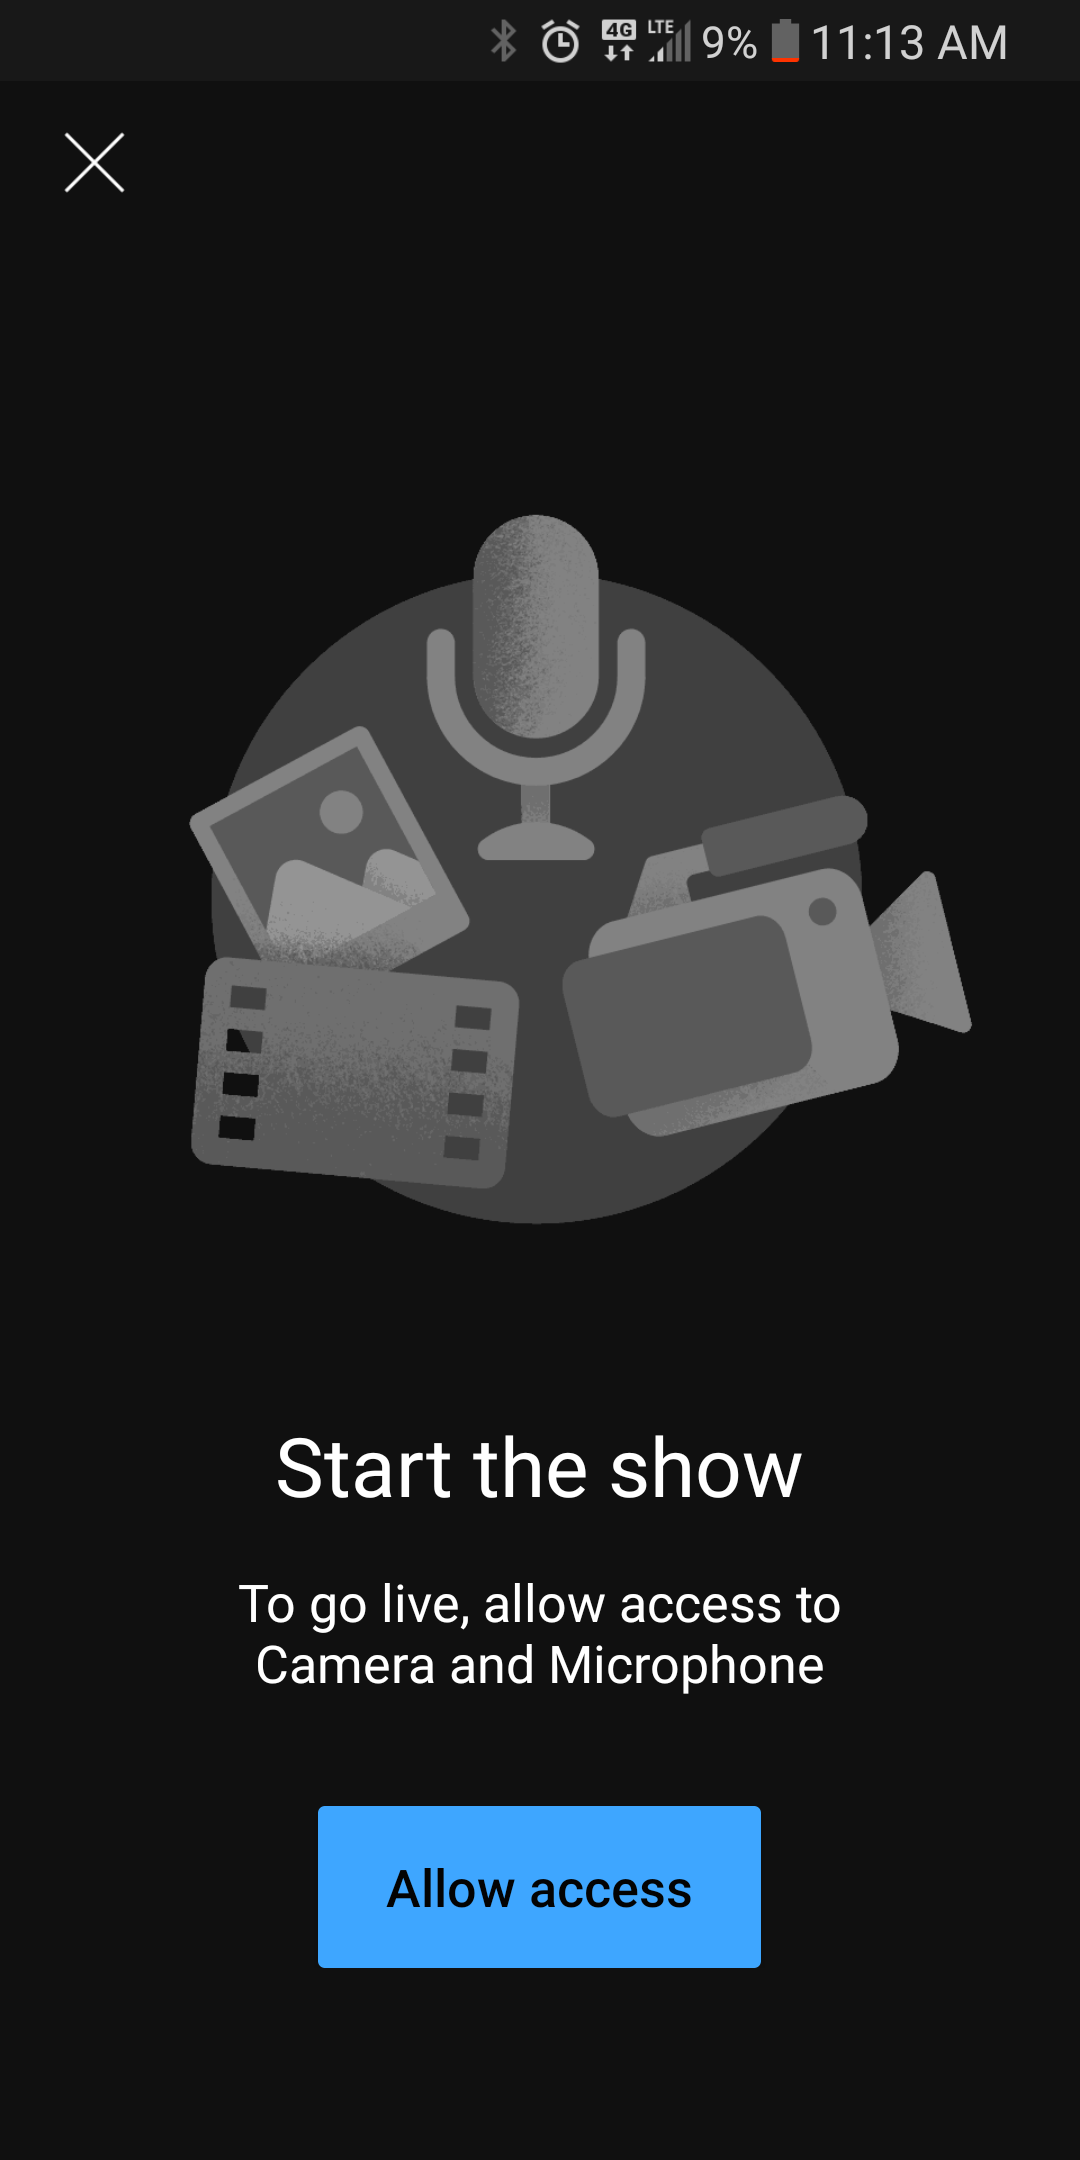 4G LTE 9% 11:13 AM
Start the show
To go live, allow access to
Camera and Microphone
Allow access